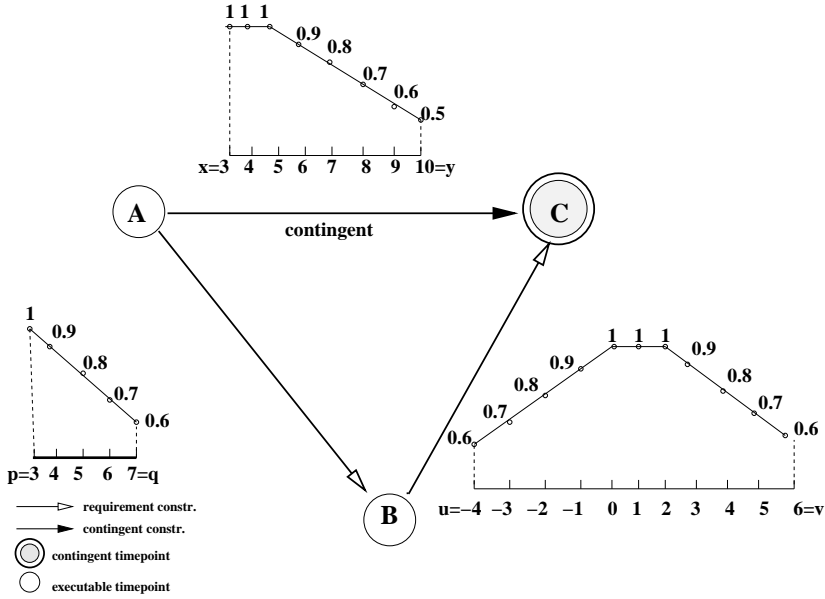 1 1 1
0.9
0.8
0.7
0.6
0.5
x=3 4 5 6 7 8 9 10=y
A
C
contingent
1
0.9
0.8
0.7
0.6
p=3 4 5 6 7=q
1 1 1
0.9
0.9
0.8
0.8
0.7
0.7
0.6
0.6
u=−4 −3 −2 −1 0 1 2 3 4 5 6=v
B
requirement constr.
contingent constr.
contingent timepoint
executable timepoint